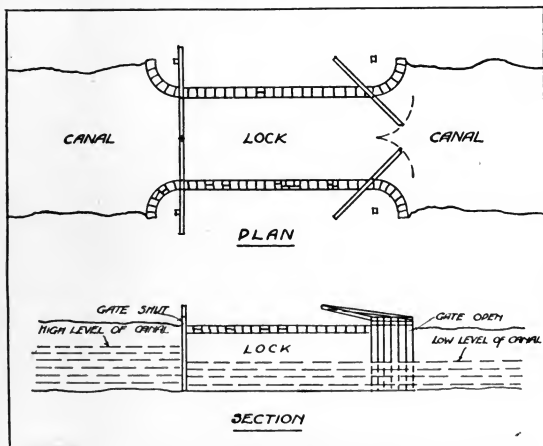 CANAL
LOCK
CANAL
PLAN
GATE SHUT
HIGH LEVEL OF CANAL
LOCK
GATE OPEN
LOW LEVEL OF CANAL
SECTION